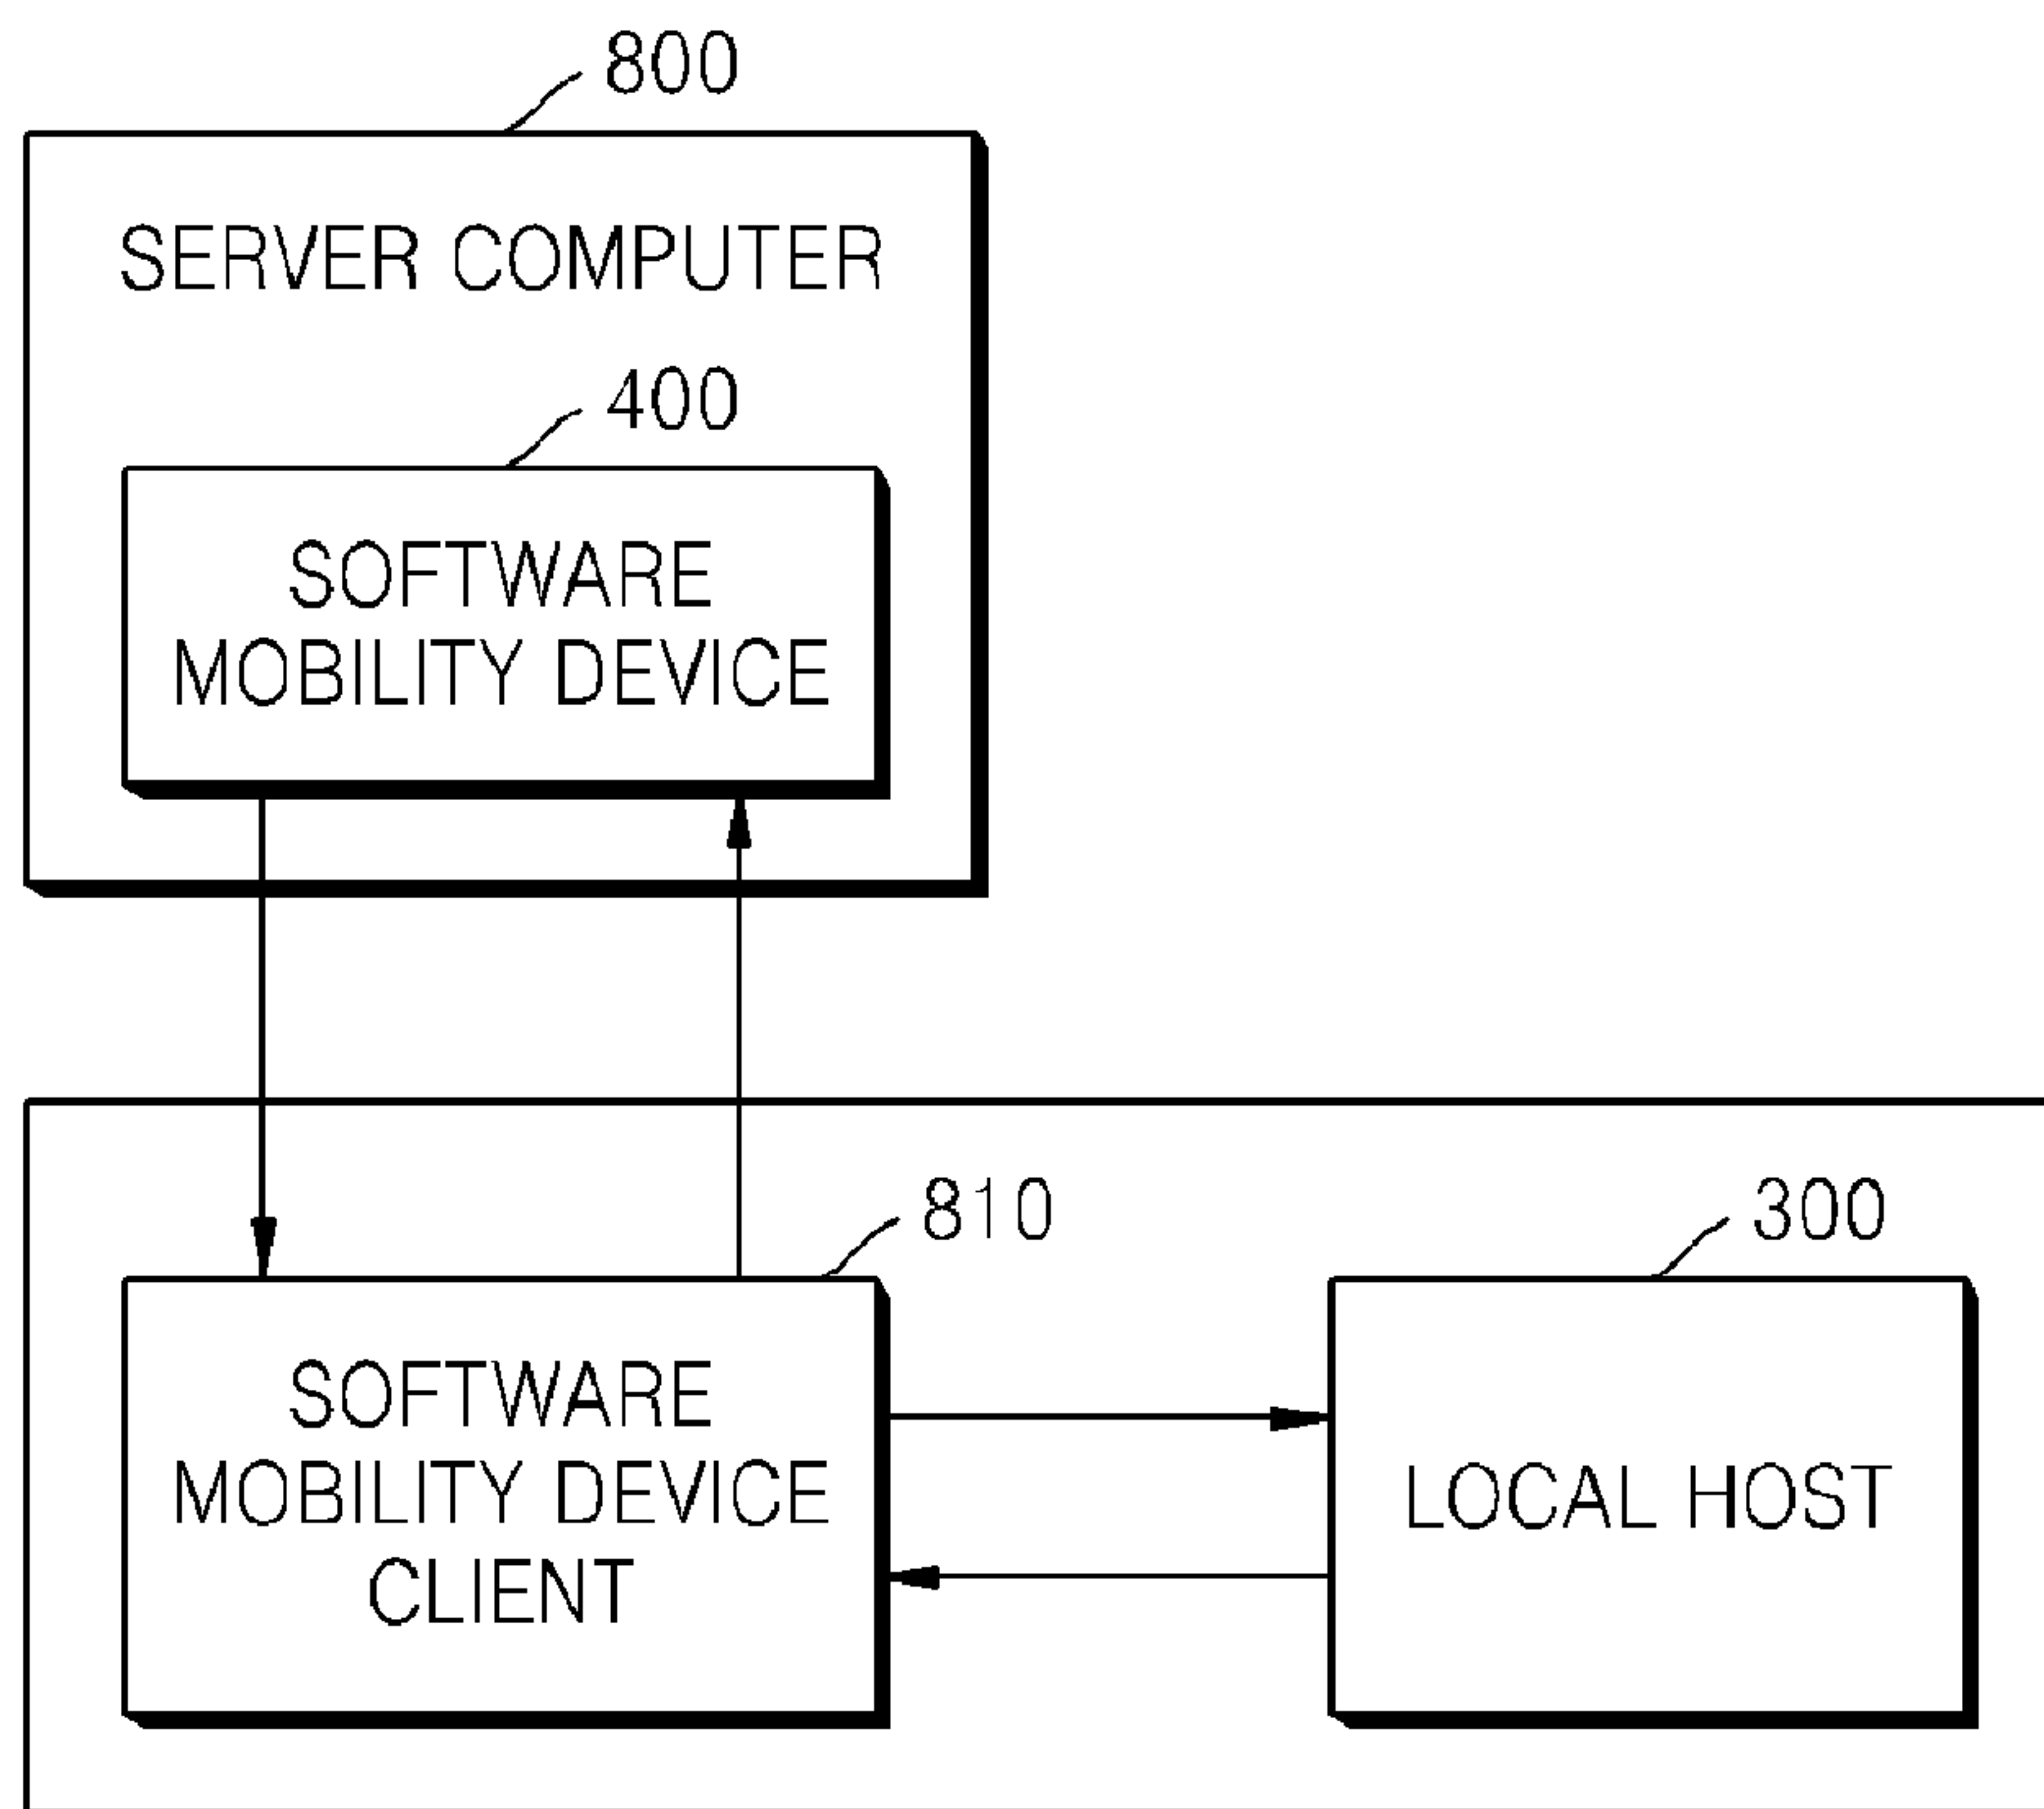 800
SERVER COMPUTER
400
SOFTWARE
MOBILITY DEVICE
810
300
SOFTWARE
MOBILITY DEVICE
CLIENT
LOCAL HOST